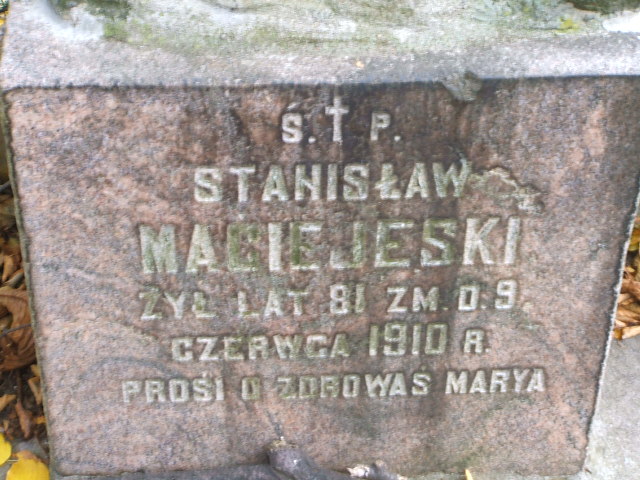 Ś. † P.
STANISŁAW
MACIEJESKI
ŻYŁ LAT 81 ZM. D. 9.
CZERWCA 1910 R.
PROSI O ZDROWAŚ MARYA